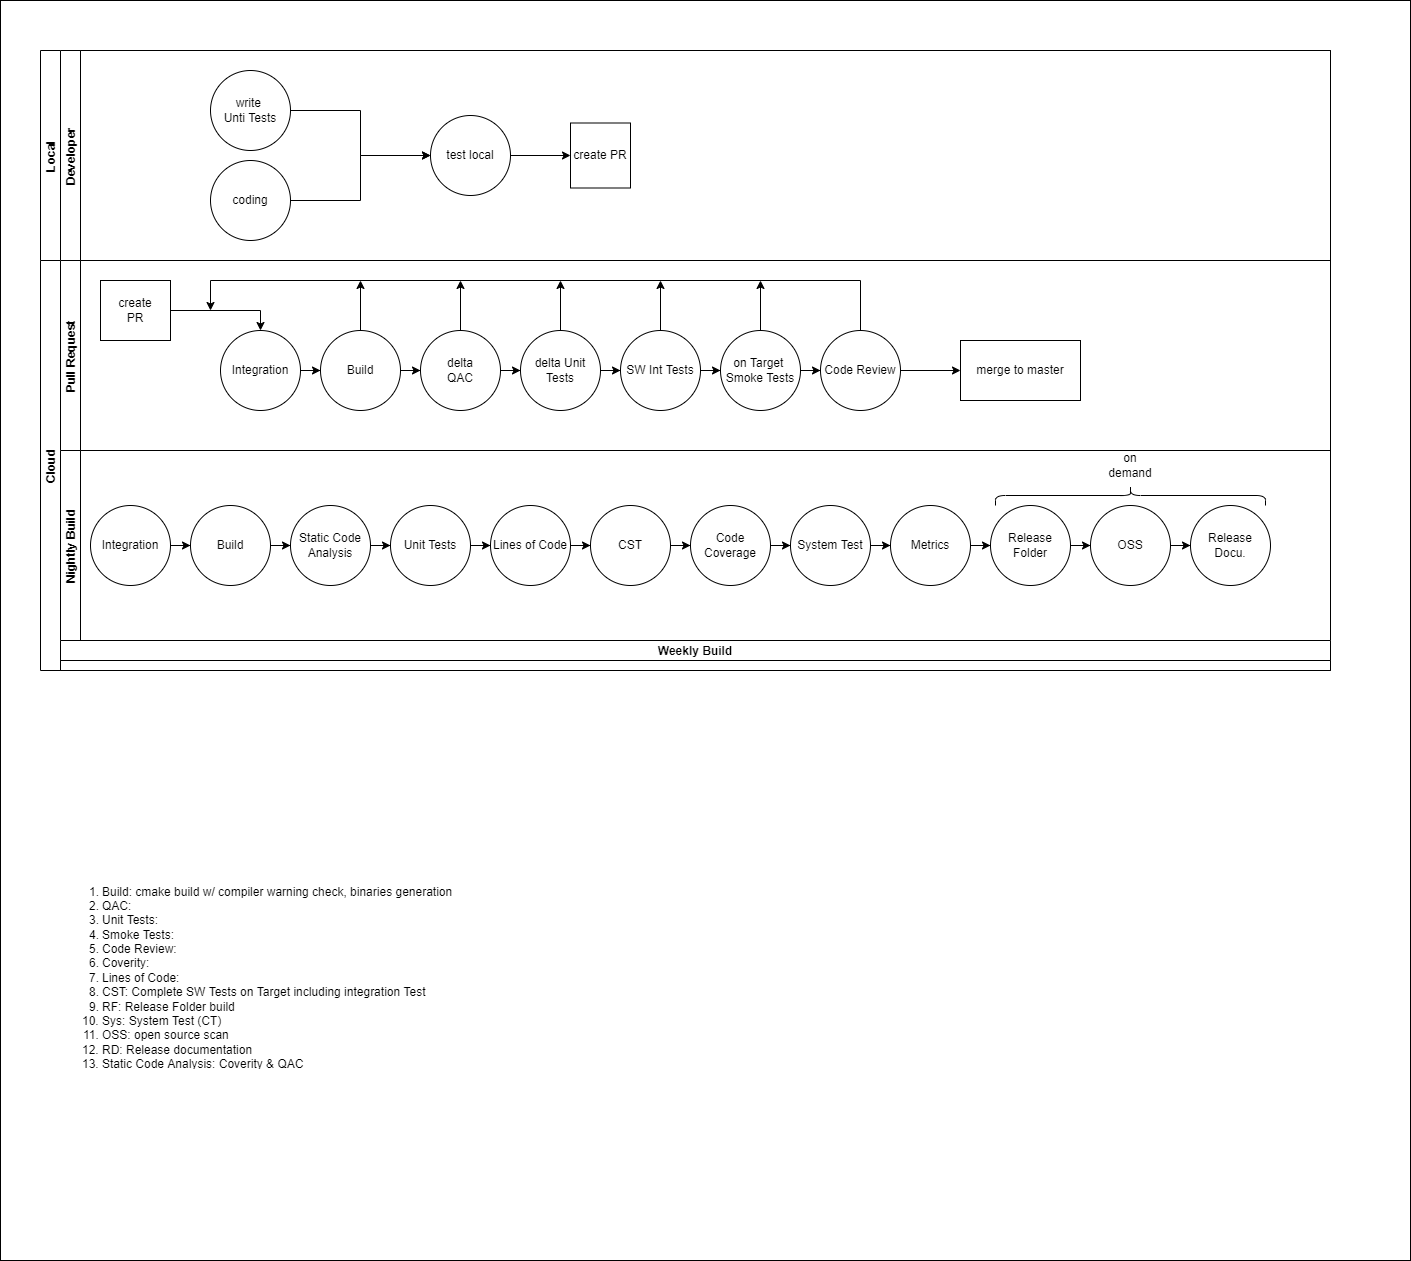 Local
Developer
write
Unti Tests
coding
test local
create PR
Cloud
Pull Request
create
PR
Integration
Build
delta
QAC
delta Unit
Tests
SW Int Tests
on Target
Smoke Tests
Code Review
merge to master
Nightly Build
on
demand
Integration
Build
Static Code
Analysis
Unit Tests
Lines of Code
CST
Code
Coverage
System Test
Metrics
Release
Folder
OSS
Release
Docu.
Weekly Build
1. Build: cmake build w/ compiler warning check, binaries generation
2. QAC:
3. Unit Tests:
4. Smoke Tests:
5. Code Review:
6. Coverity:
7. Lines of Code:
8. CST: Complete SW Tests on Target including integration Test
9. RF: Release Folder build
10. Sys: System Test (CT)
11. OSS: open source scan
12. RD: Release documentation
13. Static Code Analysis: Coverity & QAC